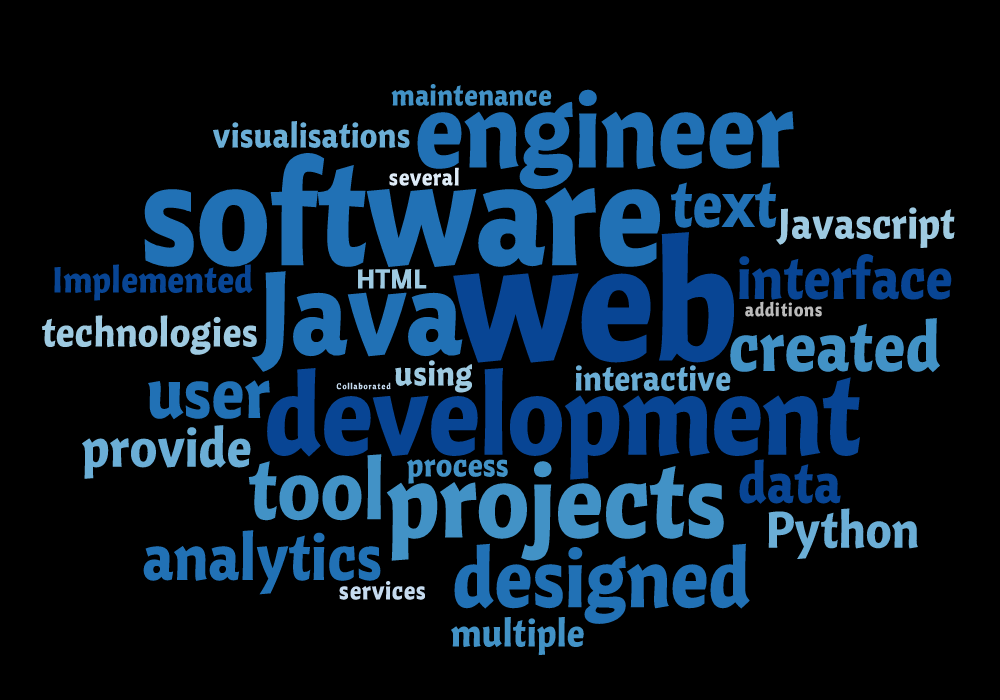 maintenance
engineer
visualisations
several
software
text
Javascript
Implemented
HTML
interface
Java
web
additions
technologies
created
using
interactive
Collaborated
user
development
provide
process
tool
projects
data
Python
analytics
designed
services
multiple